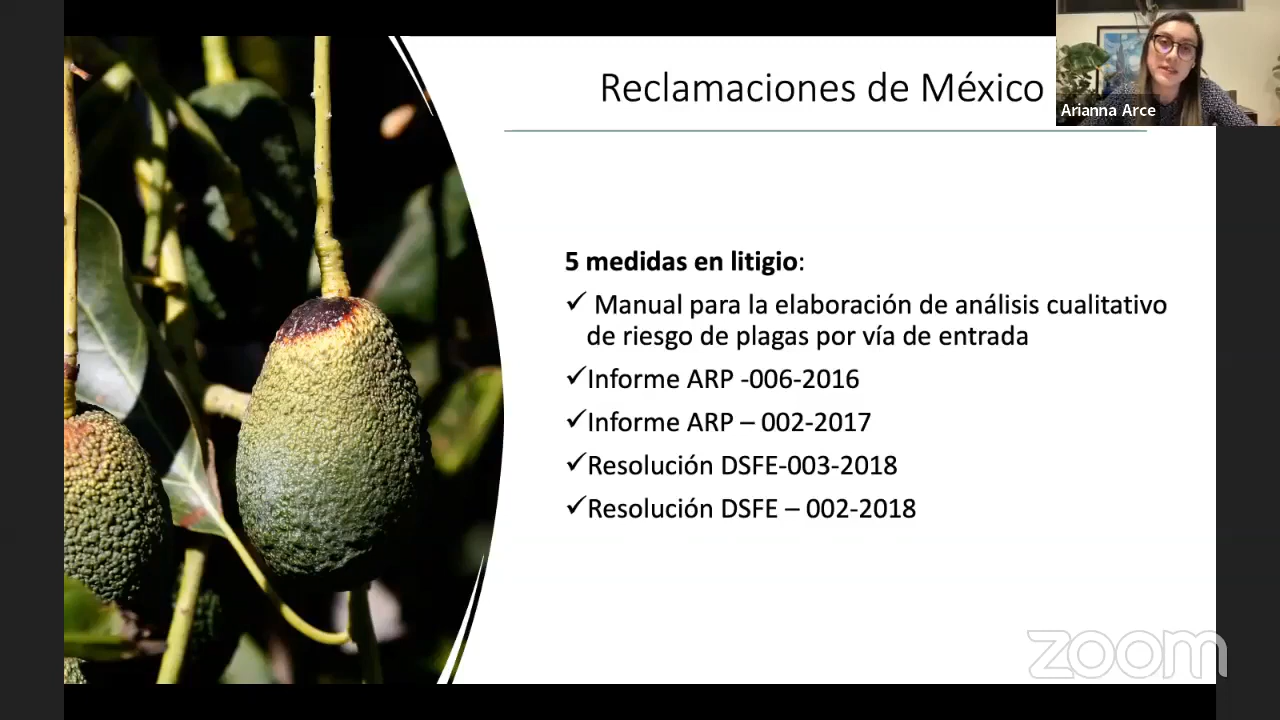 Reclamaciones de México
Arianna Arce
5 medidas en litigio:
✓ Manual para la elaboración de análisis cualitativo
de riesgo de plagas por vía de entrada
✓Informe ARP -006-2016
✓Informe ARP – 002-2017
✓Resolución DSFE-003-2018
✓Resolución DSFE – 002-2018
zoom